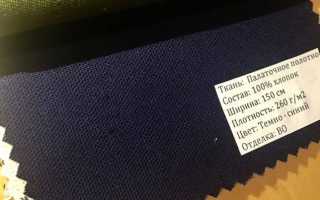 Ткань: Палаточное полотно
Состав: 100% хлопок
Ширина: 150 см
Плотность: 260 г/м2
Цвет: Темно - синий
Отделка: ВО